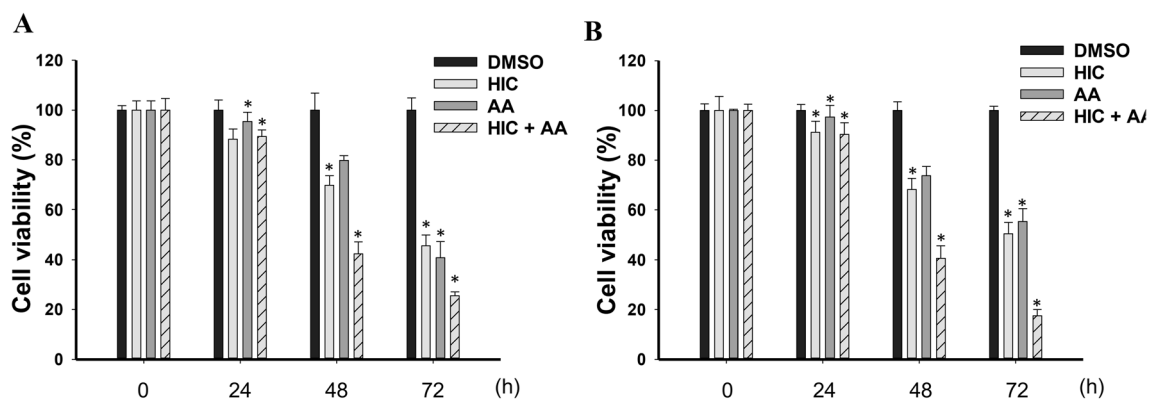 A
Cell viability (%)
120
100
80
60
40
20
0
DMSO
HIC
AA
HIC + AA
* *
*
*
* *
*
0 24 48 72 (h)
B
Cell viability (%)
120
100
80
60
40
20
0
DMSO
HIC
AA
HIC + AA
* * *
*
*
* *
*
0 24 48 72 (h)